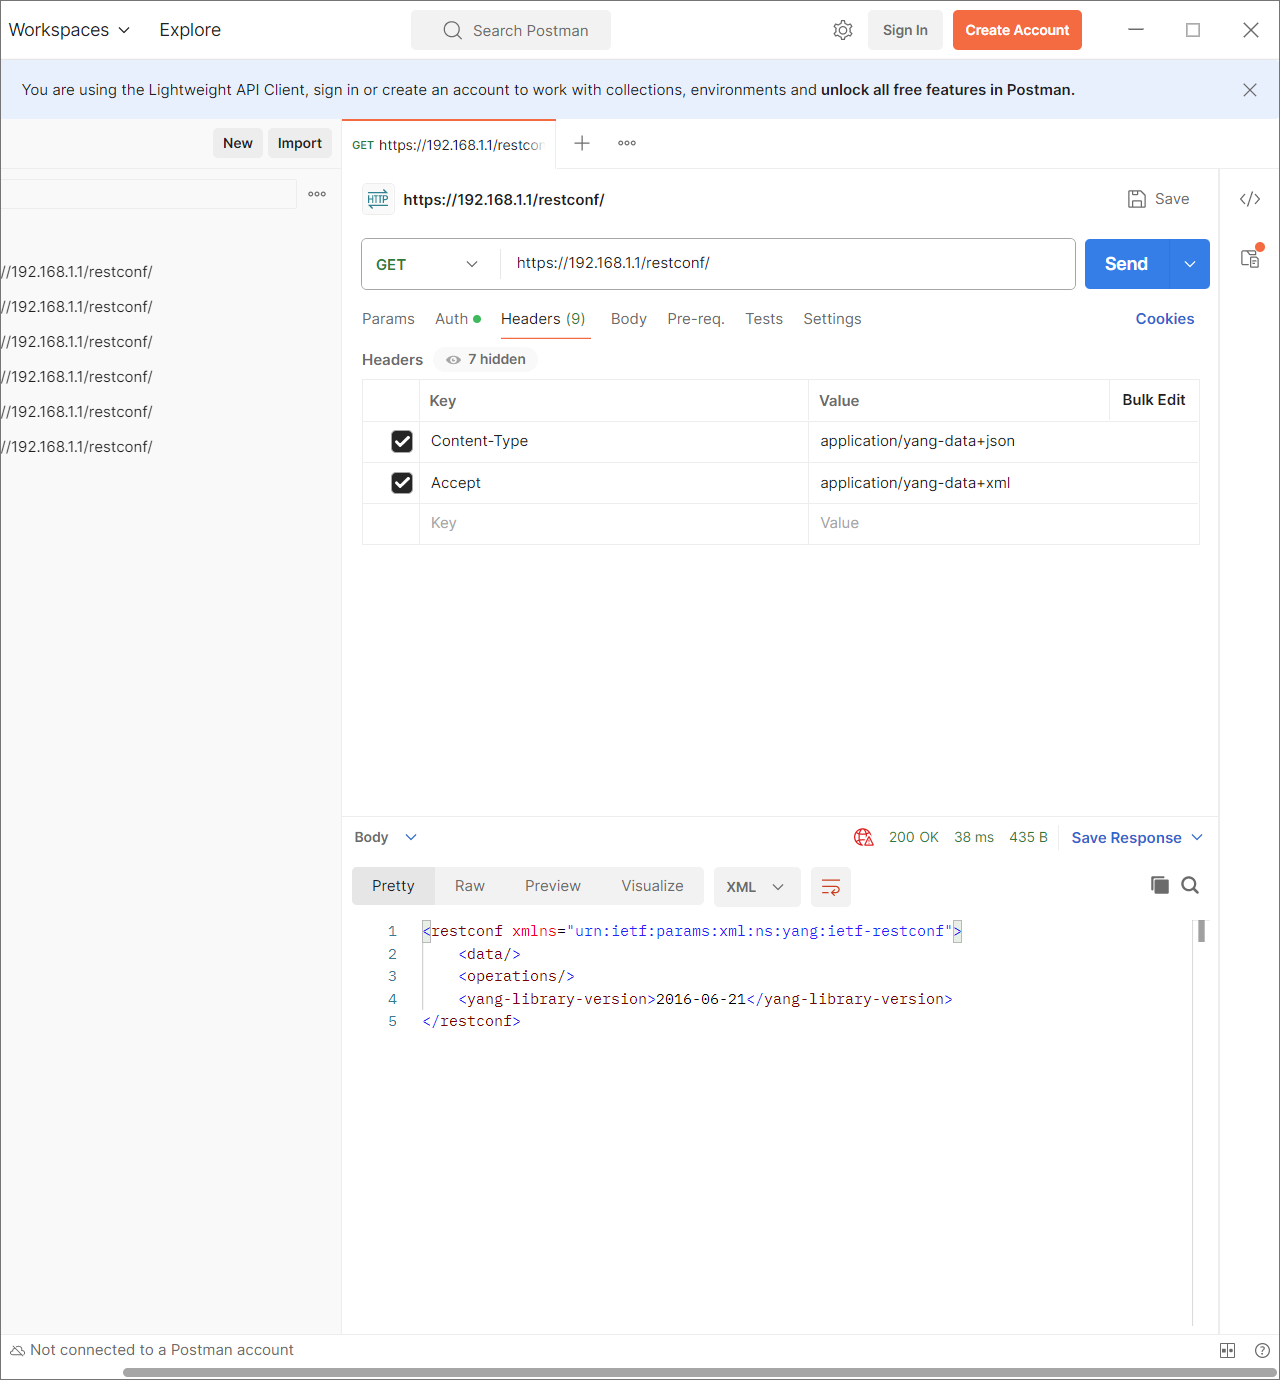 Workspaces Explore Search Postman Sign In Create Account
You are using the Lightweight API Client, sign in or create an account to work with collections, environments and unlock all free features in Postman.
New Import GET https://192.168.1.1/restcon
HTTP https://192.168.1.1/restconf/ Save </>
GET https://192.168.1.1/restconf/ Send
//192.168.1.1/restconf/
//192.168.1.1/restconf/
//192.168.1.1/restconf/
//192.168.1.1/restconf/
//192.168.1.1/restconf/
//192.168.1.1/restconf/
Params Auth Headers (9) Body Pre-req. Tests Settings Cookies
Headers 7 hidden
Key Value Bulk Edit
Content-Type application/yang-data+json
Accept application/yang-data+xml
Key Value
Body 200 OK 38 ms 435 B Save Response
Pretty Raw Preview Visualize XML
1 <restconf xmlns="urn:ietf:params:xml:ns:yang:ietf-restconf">
2 <data/>
3 <operations/>
4 <yang-library-version>2016-06-21</yang-library-version>
5 </restconf>
Not connected to a Postman account